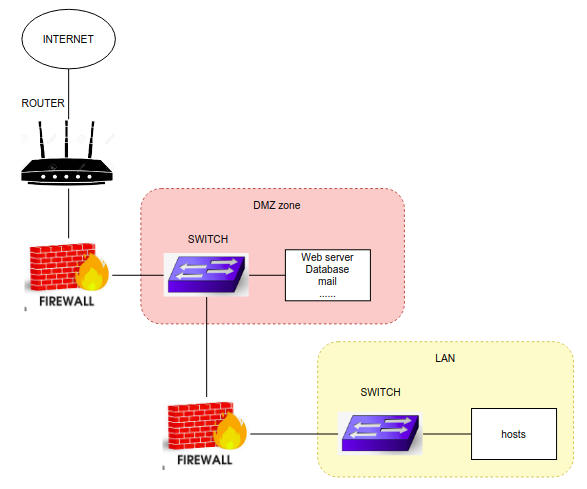 INTERNET
ROUTER
DMZ zone
SWITCH
Web server
Database
mail
......
FIREWALL
LAN
SWITCH
hosts
FIREWALL